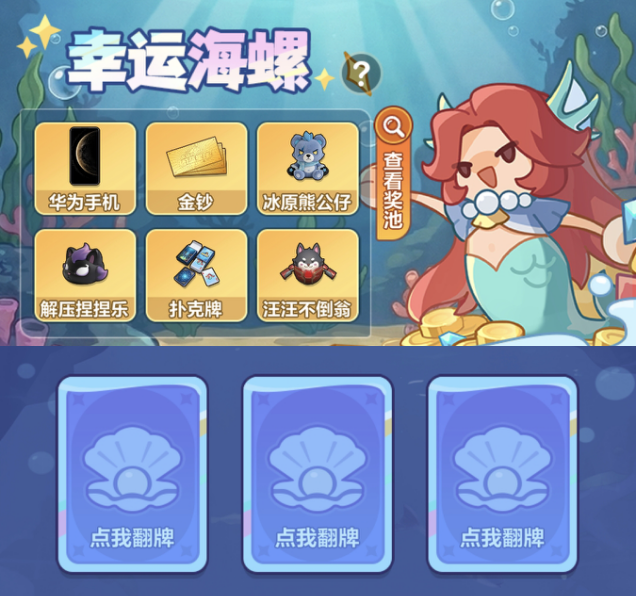 幸运海螺
?
华为手机
金钞
冰原熊公仔
查看奖池
解压捏捏乐
扑克牌
汪汪不倒翁
点我翻牌
点我翻牌
点我翻牌